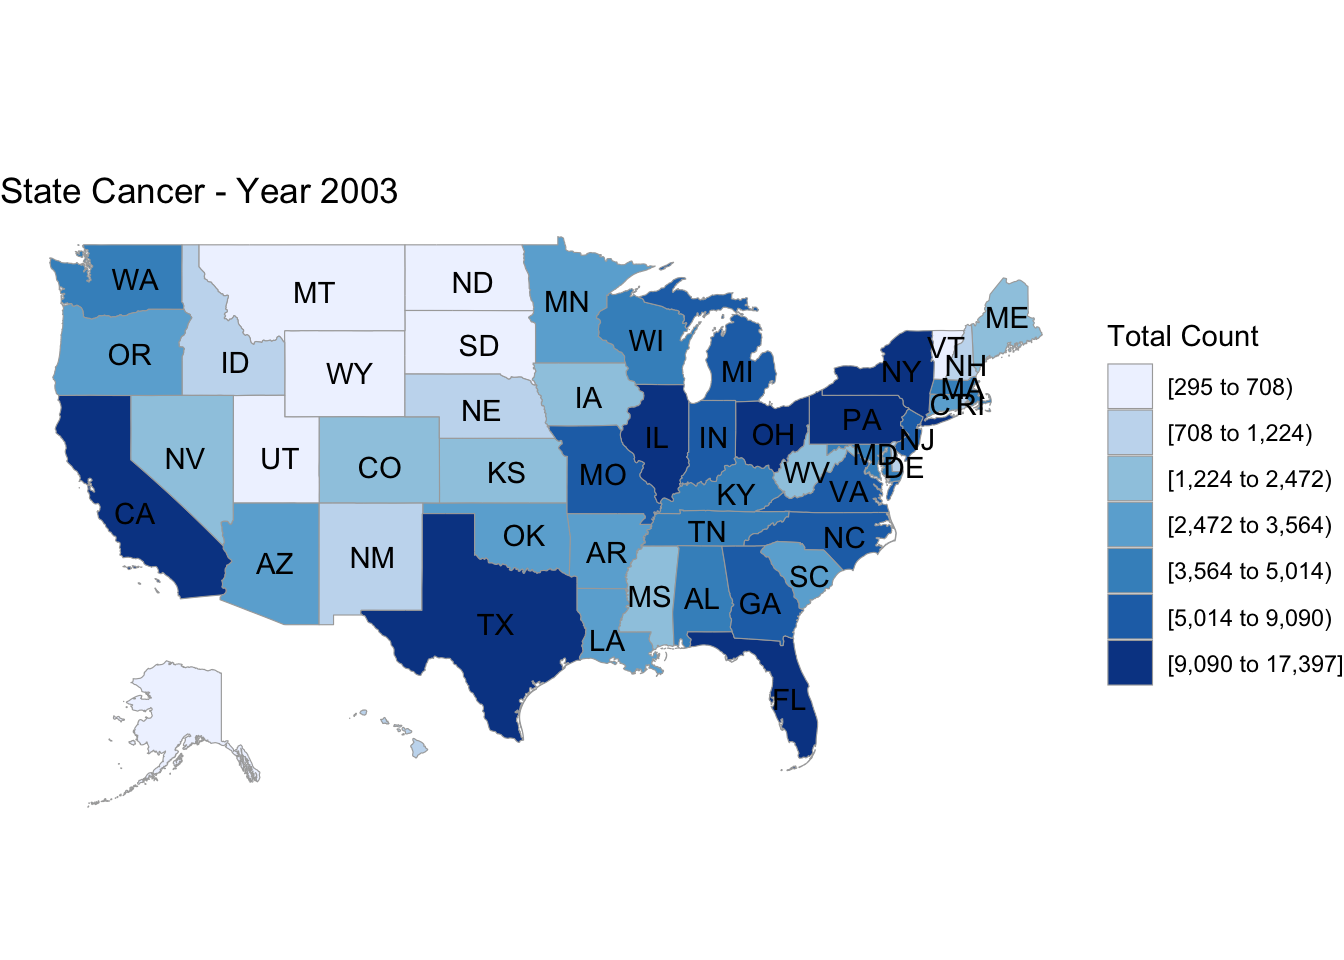 State Cancer - Year 2003
WA
MT
ND
MN
ME
OR
ID
WY
SD
WI
MI
NY
VT
NH
MA
CT
RI
NE
IA
NV
UT
CO
KS
MO
IL
IN
OH
PA
NJ
MD
DE
WV
VA
KY
CA
AZ
NM
OK
AR
TN
NC
SC
MS
AL
GA
TX
LA
FL
Total Count
[295 to 708)
[708 to 1,224)
[1,224 to 2,472)
[2,472 to 3,564)
[3,564 to 5,014)
[5,014 to 9,090)
[9,090 to 17,397]